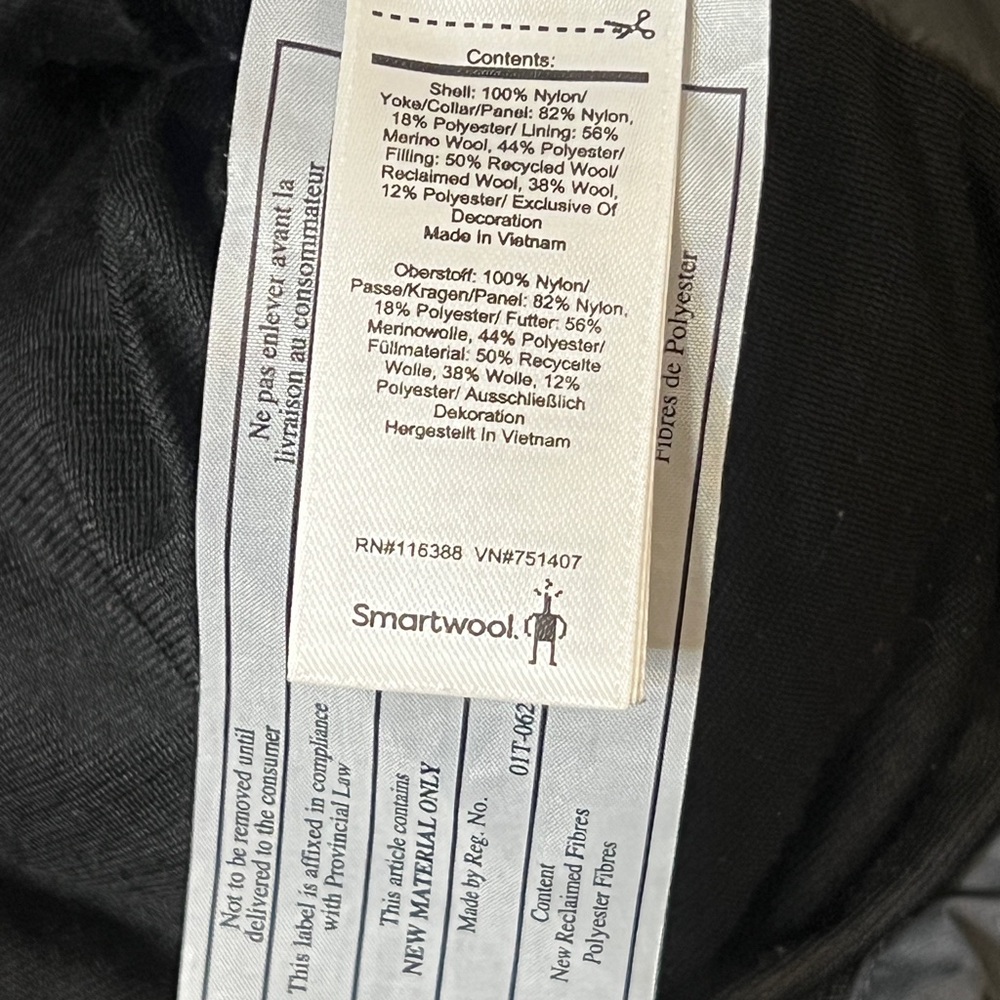 Contents:
Shell: 100% Nylon/
Yoke/Collar/Panel: 82% Nylon,
18% Polyester/ Lining: 56%
Merino Wool, 44% Polyester/
Filling: 50% Recycled Wool/
Reclaimed Wool, 38% Wool,
12% Polyester/ Exclusive Of
Decoration
Made In Vietnam
Oberstoff: 100% Nylon/
Passe/Kragen/Panel: 82% Nylon,
18% Polyester/ Futter: 56%
Merinowolle, 44% Polyester/
Füllmaterial: 50% Recycelte
Wolle, 38% Wolle, 12%
Polyester/ Ausschließlich
Dekoration
Hergestellt In Vietnam
RN#116388 VN#751407
Smartwool.
Ne pas enlever avant la
livraison au consommateur
Fibres de Polyester
Not to be removed until
delivered to the consumer
This label is affixed in compliance
with Provincial Law
This article contains
NEW MATERIAL ONLY
Made by Reg. No.
01T-062
Content
New Reclaimed Fibres
Polyester Fibres